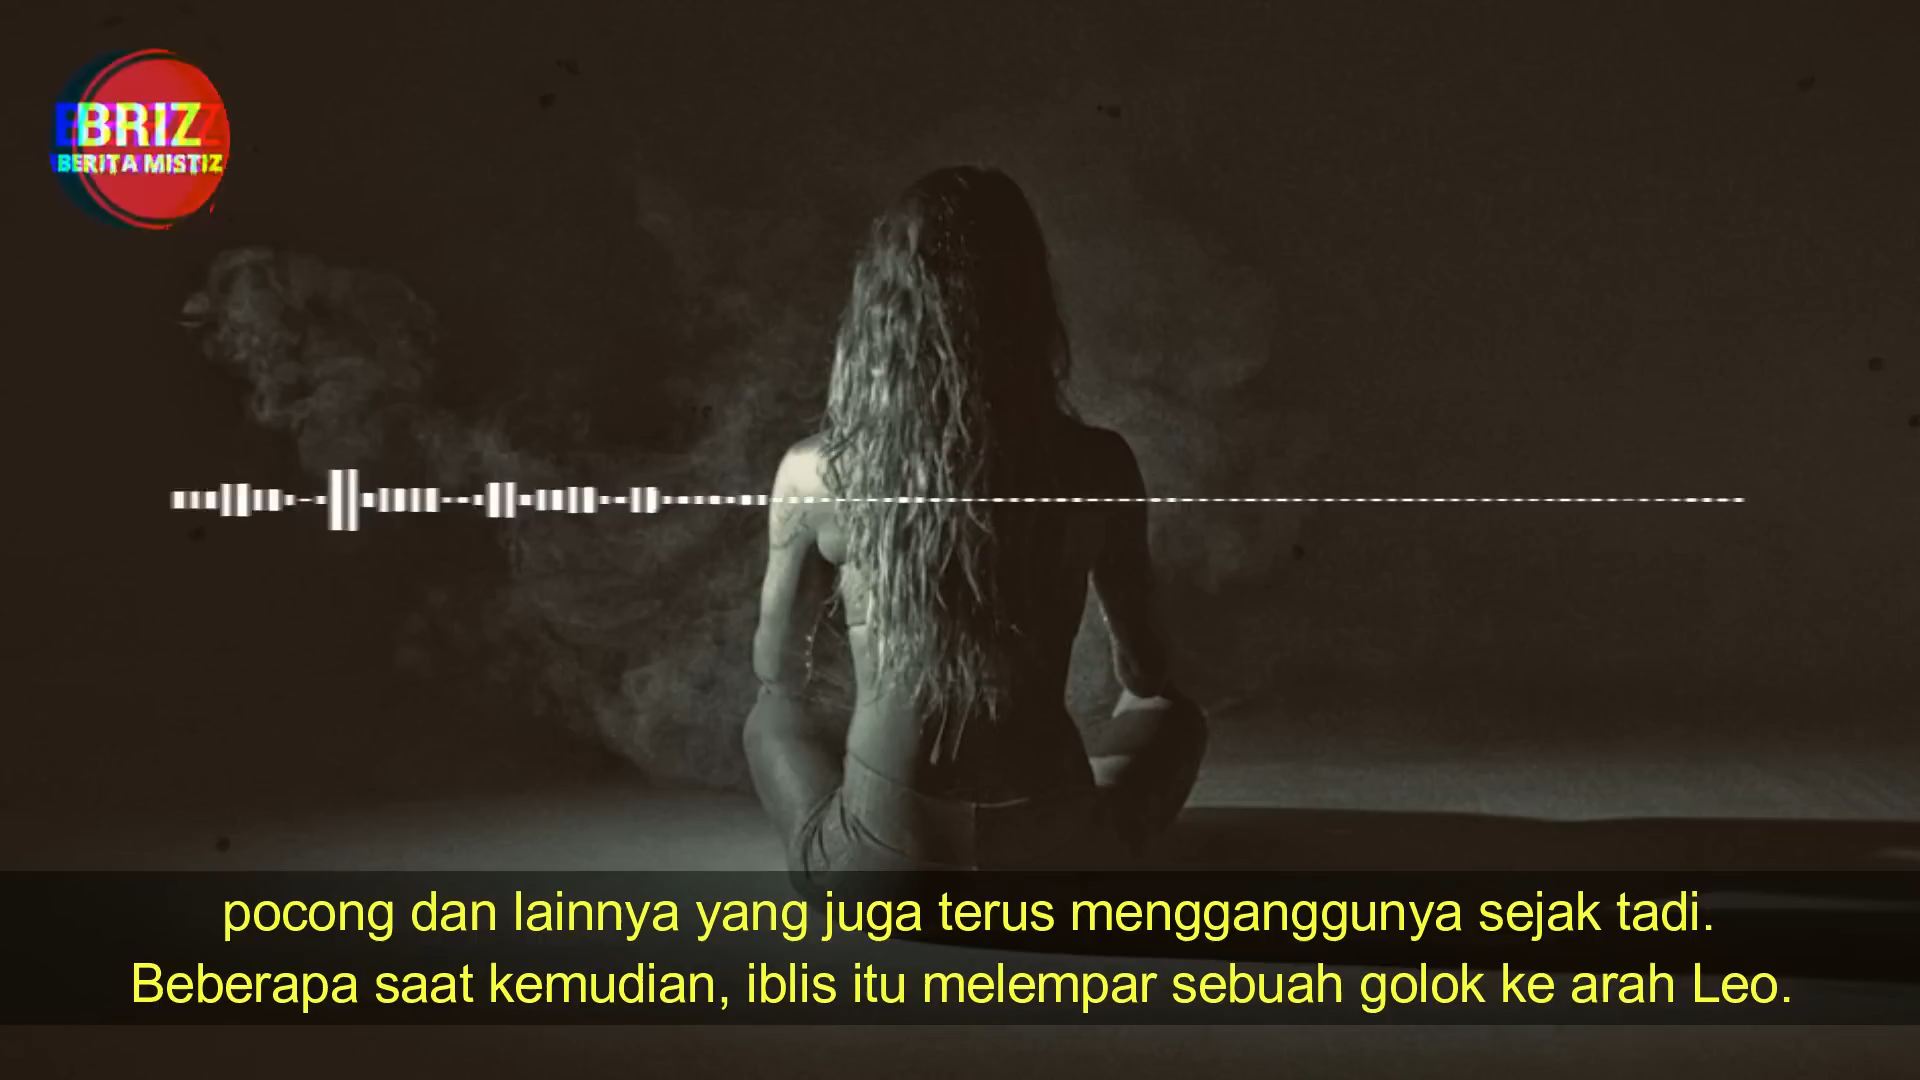 BRIZ
BERITA MISTIZ
pocong dan lainnya yang juga terus mengganggunya sejak tadi.
Beberapa saat kemudian, iblis itu melempar sebuah golok ke arah Leo.